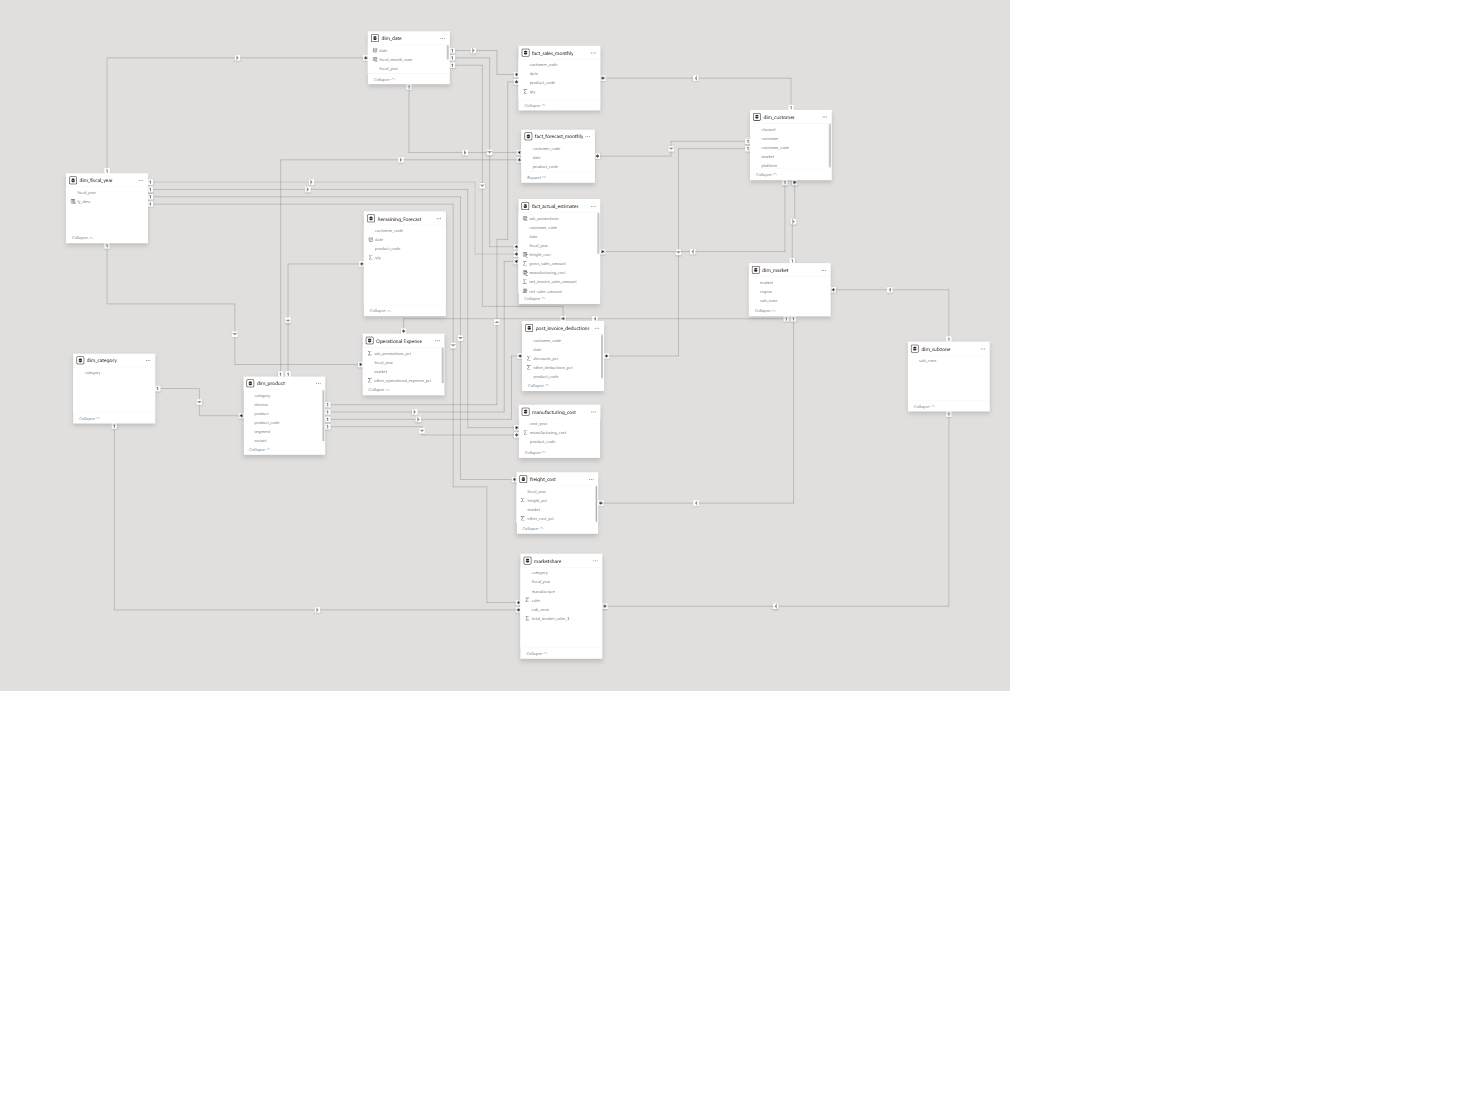 dim_date
date
fiscal_month_num
fiscal_year
Collapse
fact_sales_monthly
customer_code
date
product_code
qty
Collapse
dim_customer
channel
customer
customer_code
market
platform
Collapse
fact_forecast_monthly
customer_code
date
product_code
Expand
dim_fiscal_year
fiscal_year
fy_desc
Collapse
Remaining_Forecast
customer_code
date
product_code
qty
Collapse
fact_actual_estimates
ads_promotions
customer_code
date
fiscal_year
freight_cost
gross_sales_amount
manufacturing_cost
net_invoice_sales_amount
net_sales_amount
Collapse
dim_market
market
region
sub_zone
Collapse
Operational Expense
ads_promotions_pct
fiscal_year
market
other_operational_expense_pct
Collapse
post_invoice_deductions
customer_code
date
discounts_pct
other_deductions_pct
product_code
Collapse
dim_subzone
sub_zone
Collapse
dim_category
category
Collapse
dim_product
category
division
product
product_code
segment
variant
Collapse
manufacturing_cost
cost_year
manufacturing_cost
product_code
Collapse
freight_cost
fiscal_year
freight_pct
market
other_cost_pct
Collapse
marketshare
category
fiscal_year
manufacturer
sales
sub_zone
total_market_sales_$
Collapse